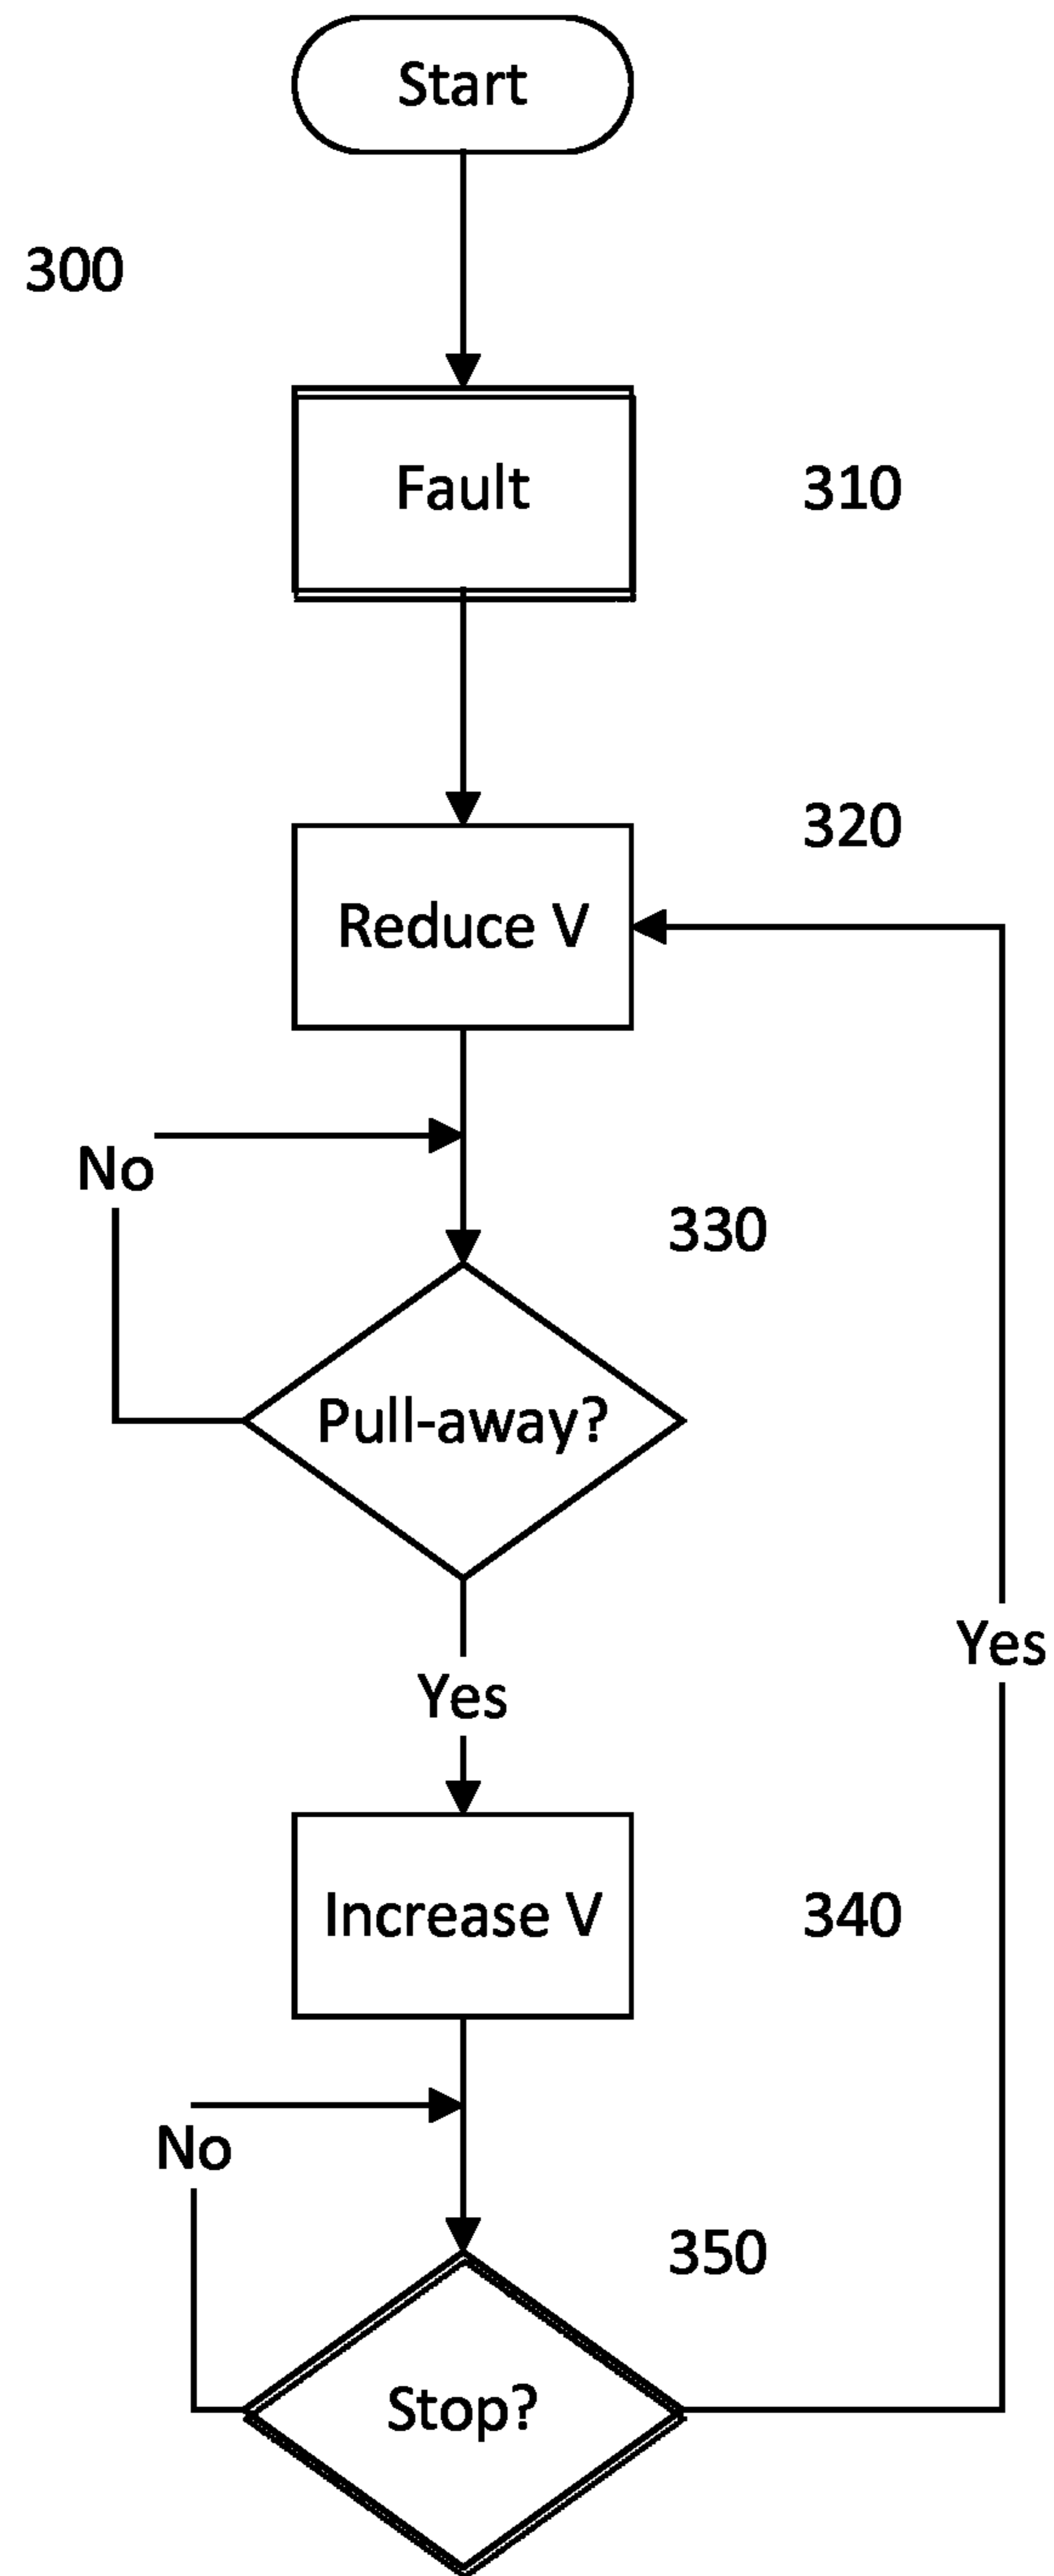 Start
300
Fault
310
320
Reduce V
No
330
Pull-away?
Yes
Yes
Increase V
340
No
350
Stop?